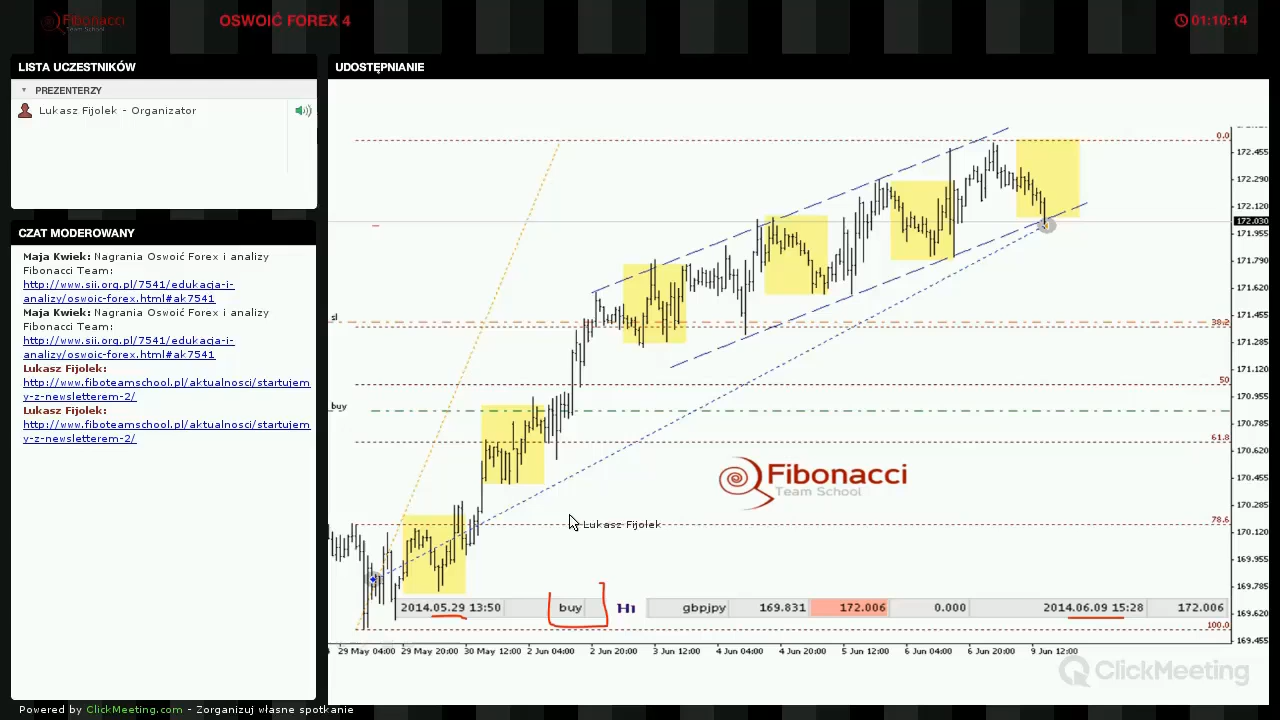 Fibonacci
Team School
OSWOIĆ FOREX 4
01:10:14
LISTA UCZESTNIKÓW
PREZENTERZY
Lukasz Fijolek - Organizator
CZAT MODEROWANY
Maja Kwiek: Nagrania Oswoić Forex i analizy
Fibonacci Team:
http://www.sii.org.pl/7541/edukacja-i-
analizy/oswoic-forex.html#ak7541
Maja Kwiek: Nagrania Oswoić Forex i analizy
Fibonacci Team:
http://www.sii.org.pl/7541/edukacja-i-
analizy/oswoic-forex.html#ak7541
Lukasz Fijolek:
http://www.fiboteamschool.pl/aktualnosci/startujem
y-z-newsletterem-2/
Lukasz Fijolek:
http://www.fiboteamschool.pl/aktualnosci/startujem
y-z-newsletterem-2/
UDOSTĘPNIANIE
0.0
172.455
172.290
172.120
172.030
171.955
171.790
171.620
sl
171.455
38.2
171.285
171.120
50
170.955
buy
170.790
61.8
170.620
170.455
Fibonacci
Team School
170.285
Lukasz Fijolek
78.6
170.120
169.955
169.785
2014.05.29 13:50 buy H1 gbpjpy 169.831 172.006 0.000 2014.06.09 15:28 172.006
169.620
100.0
169.455
29 May 04:00 29 May 20:00 30 May 12:00 2 Jun 04:00 2 Jun 20:00 3 Jun 12:00 4 Jun 04:00 4 Jun 20:00 5 Jun 12:00 6 Jun 04:00 6 Jun 20:00 9 Jun 12:00
ClickMeeting
Powered by ClickMeeting.com - Zorganizuj własne spotkanie